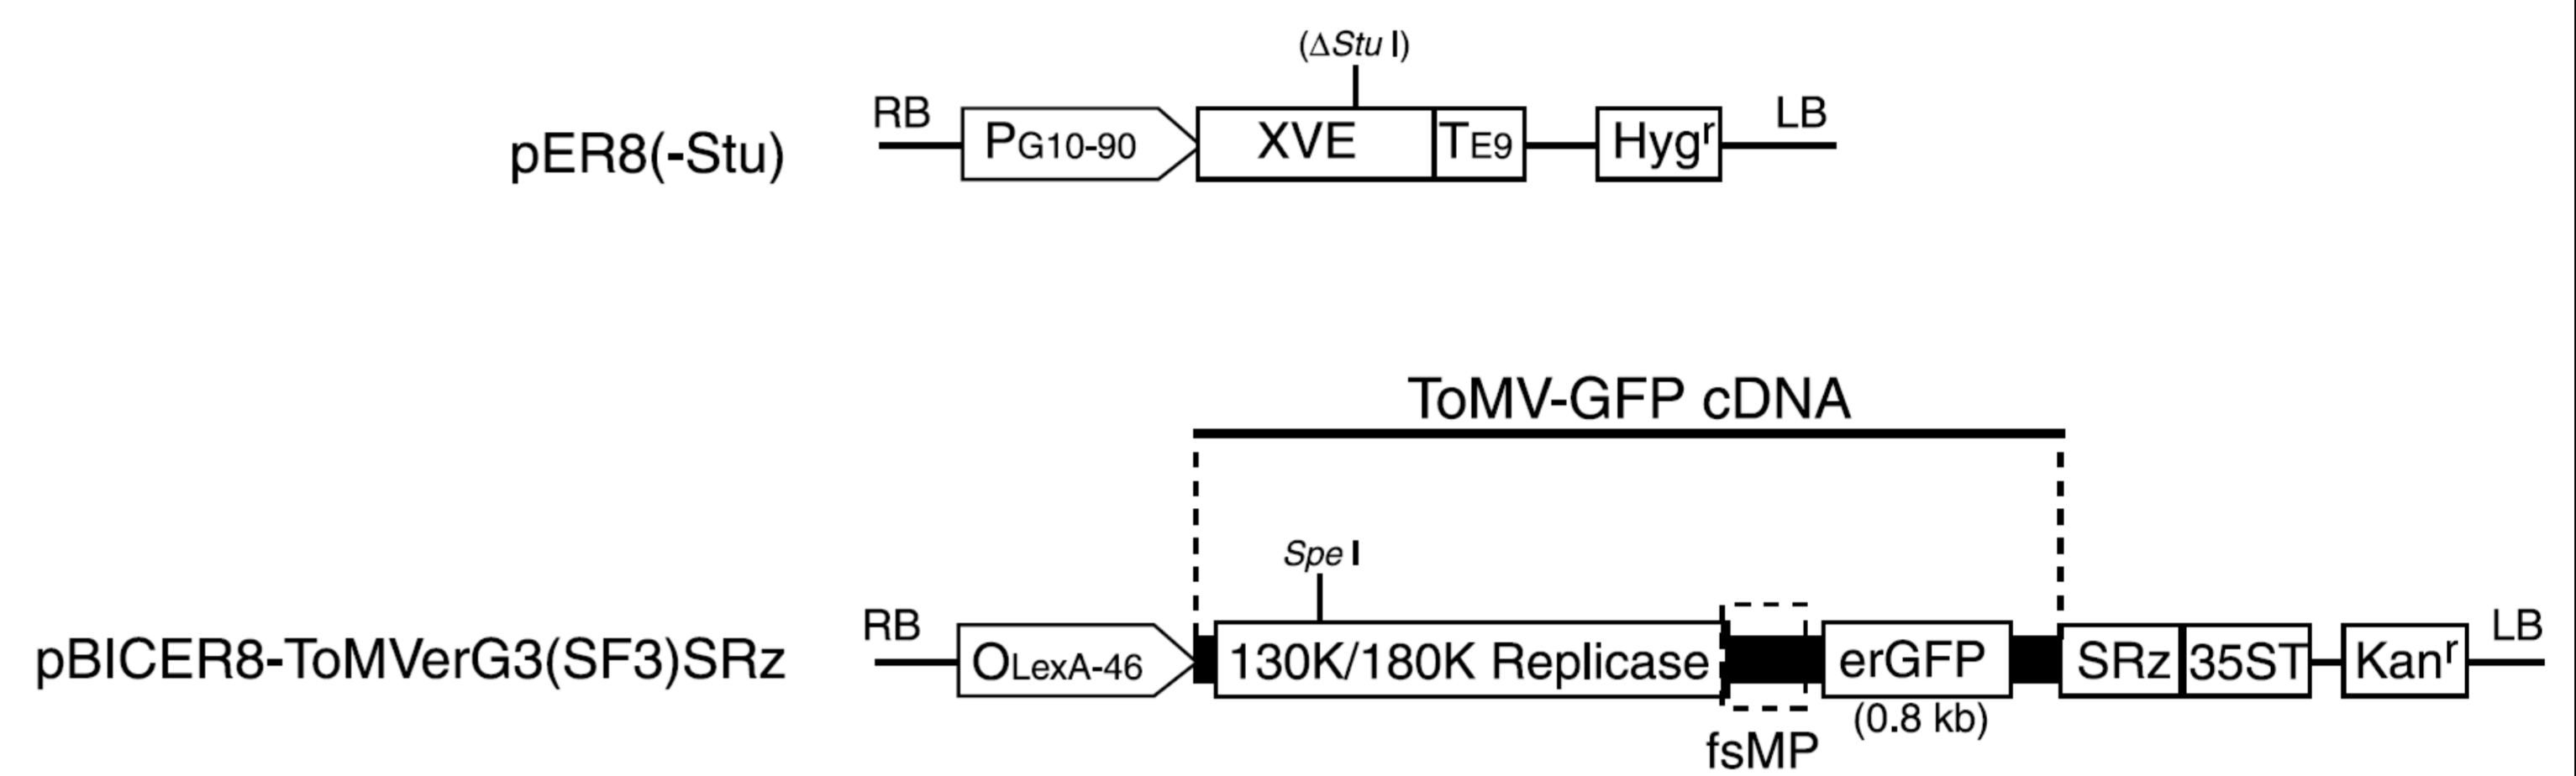 (ΔStu I)
RB LB
pER8(-Stu) PG10-90 XVE TE9 Hygr
ToMV-GFP cDNA
Spe I
RB LB
pBICER8-ToMVerG3(SF3)SRz OLexA-46 130K/180K Replicase erGFP SRz 35ST Kanr
(0.8 kb)
fsMP